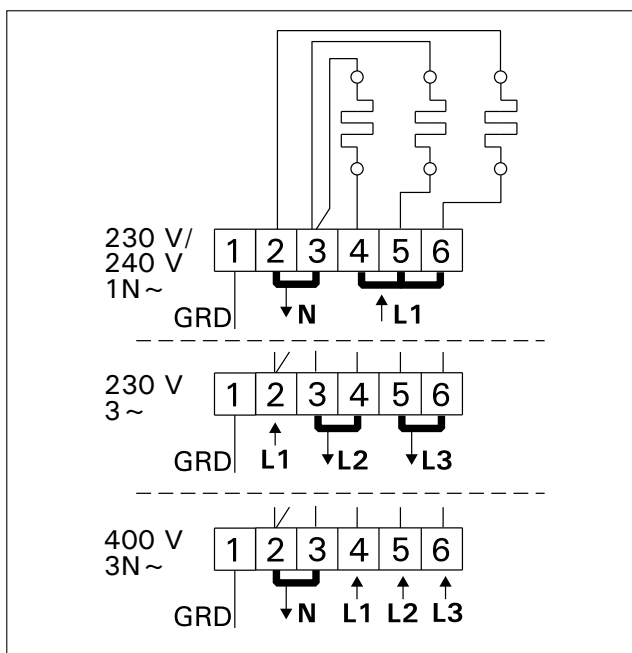 230 V/
240 V
1N~
1 2 3 4 5 6
GRD N L1
230 V
3~
1 2 3 4 5 6
GRD L1 L2 L3
400 V
3N~
1 2 3 4 5 6
GRD N L1 L2 L3